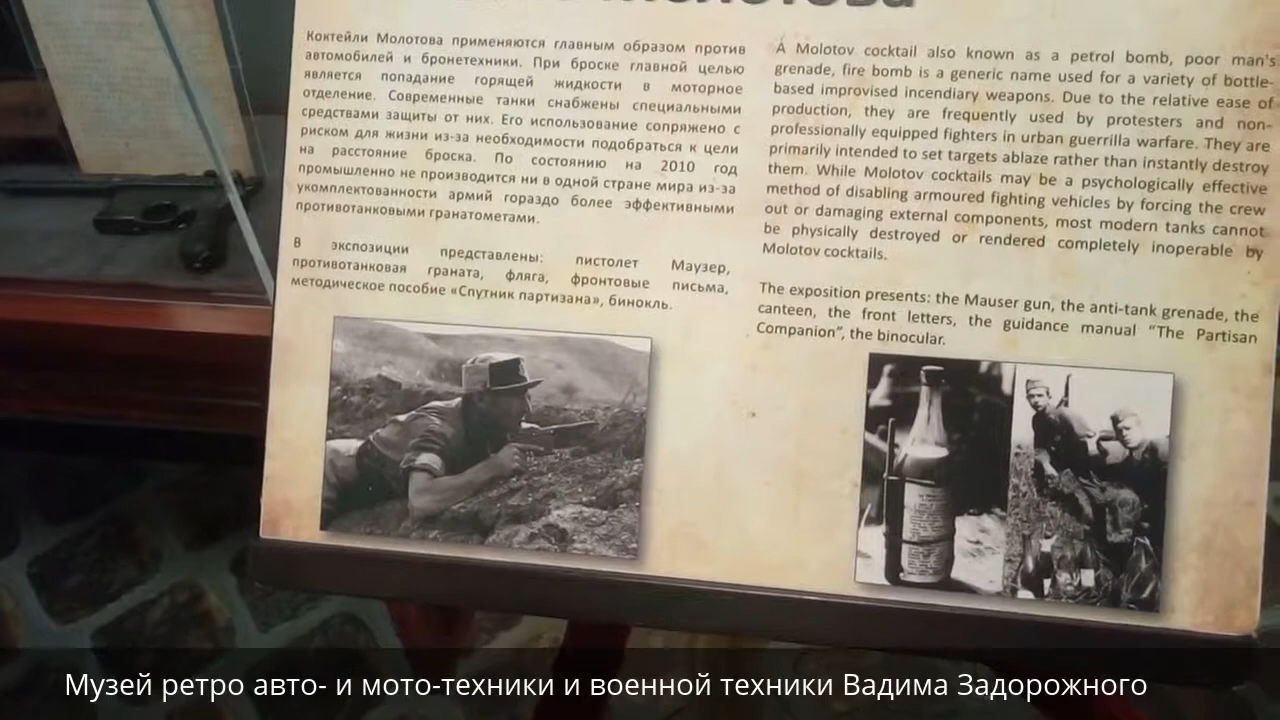 Молотова
Коктейли Молотова применяются главным образом против
автомобилей и бронетехники. При броске главной целью
является попадание горящей жидкости в моторное
отделение. Современные танки снабжены специальными
средствами защиты от них. Его использование сопряжено с
риском для жизни из-за необходимости подобраться к цели
на расстояние броска. По состоянию на 2010 год
промышленно не производится ни в одной стране мира из-за
укомплектованности армий гораздо более эффективными
противотанковыми гранатометами.
В экспозиции представлены: пистолет Маузер,
противотанковая граната, фляга, фронтовые письма,
методическое пособие «Спутник партизана», бинокль.
A Molotov cocktail also known as a petrol bomb, poor man's
grenade, fire bomb is a generic name used for a variety of bottle-
based improvised incendiary weapons. Due to the relative ease of
production, they are frequently used by protesters and non-
professionally equipped fighters in urban guerrilla warfare. They are
primarily intended to set targets ablaze rather than instantly destroy
them. While Molotov cocktails may be a psychologically effective
method of disabling armoured fighting vehicles by forcing the crew
out or damaging external components, most modern tanks cannot
be physically destroyed or rendered completely inoperable by
Molotov cocktails.
The exposition presents: the Mauser gun, the anti-tank grenade, the
canteen, the front letters, the guidance manual “The Partisan
Companion”, the binocular.
Музей ретро авто- и мото-техники и военной техники Вадима Задорожного